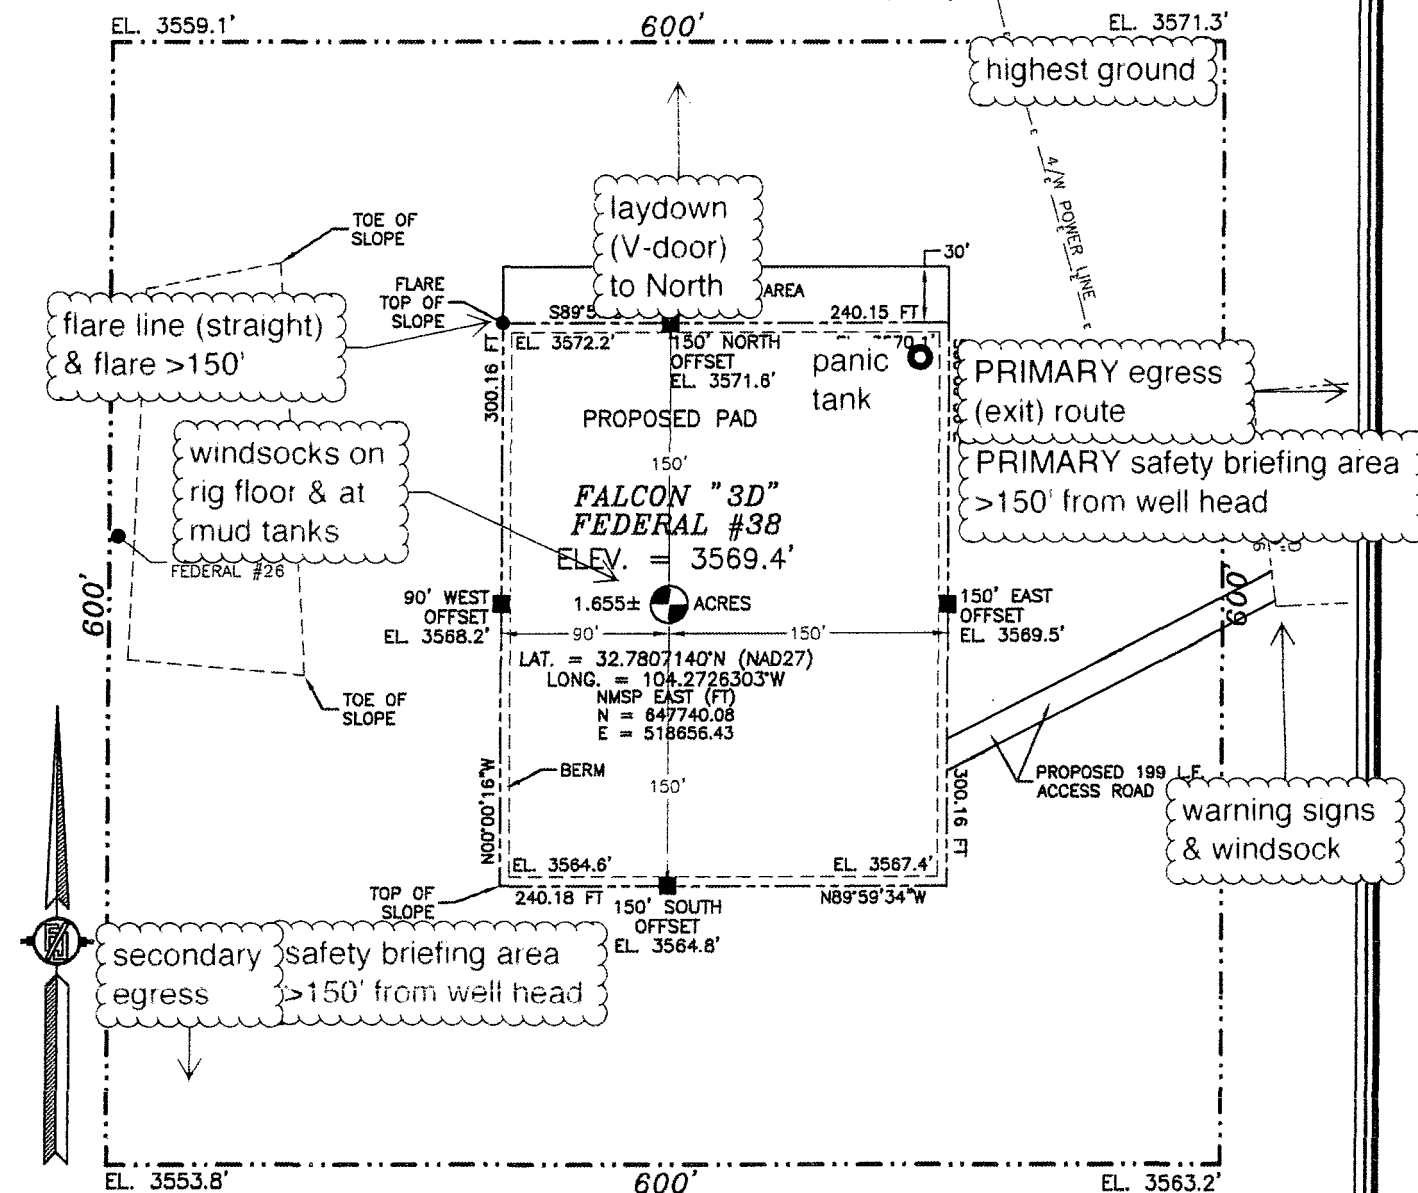 EL. 3559.1'
600'
EL. 3571.3'
highest ground
4/W POWER LINE
laydown
(V-door)
to North
AREA
30'
TOE OF
SLOPE
FLARE
TOP OF
SLOPE
flare line (straight)
& flare >150'
240.15 FT
EL. 3572.2'
150' NORTH
OFFSET
EL. 3571.6'
300.16 FT
panic
tank
PRIMARY egress
(exit) route
PRIMARY safety briefing area
>150' from well head
PROPOSED PAD
150'
windsocks on
rig floor & at
mud tanks
FEDERAL #26
FALCON "3D"
FEDERAL #38
ELEV. = 3569.4'
600'
600'
90' WEST
OFFSET
EL. 3568.2'
1.655± ACRES
150' EAST
OFFSET
EL. 3569.5'
90'
150'
LAT. = 32.7807140°N (NAD27)
LONG. = 104.2726303°W
NMSP EAST (FT)
N = 647740.08
E = 518656.43
TOE OF
SLOPE
BERM
150'
N00°00'16"W
300.16 FT
PROPOSED 199 L.F.
ACCESS ROAD
warning signs
& windsock
EL. 3564.6'
EL. 3567.4'
TOP OF
SLOPE
240.18 FT
N89°59'34"W
150' SOUTH
OFFSET
EL. 3564.8'
secondary
egress
safety briefing area
>150' from well head
EL. 3553.8'
600'
EL. 3563.2'